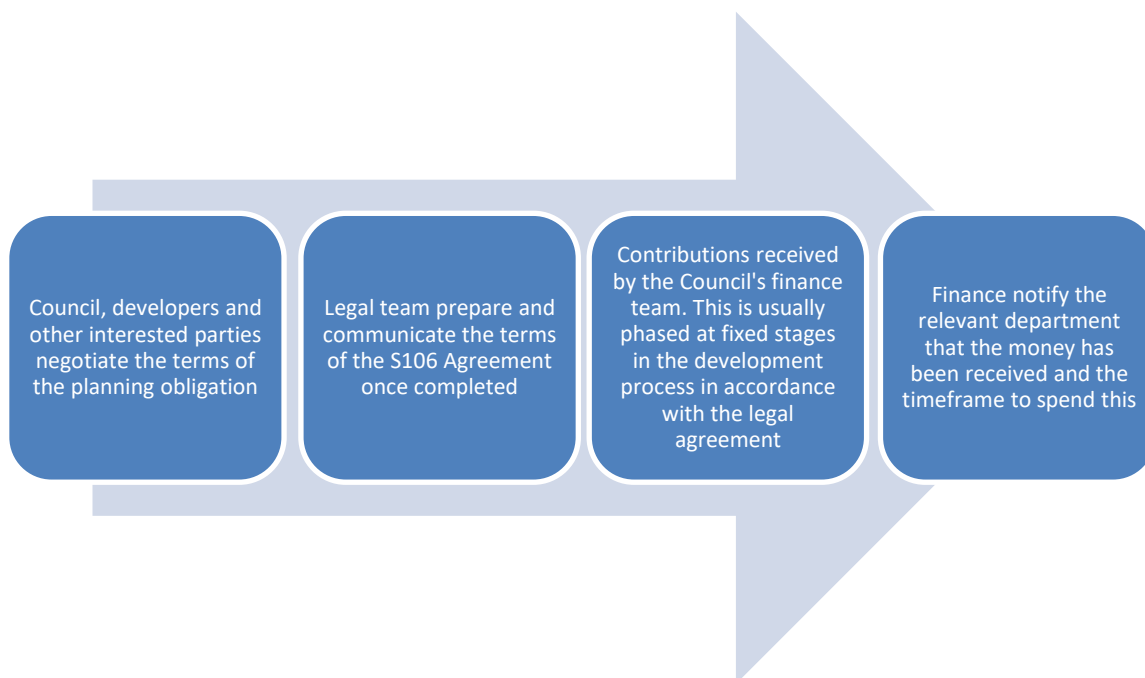 Council, developers and
other interested parties
negotiate the terms of
the planning obligation
Legal team prepare and
communicate the terms
of the S106 Agreement
once completed
Contributions received
by the Council's finance
team. This is usually
phased at fixed stages
in the development
process in accordance
with the legal
agreement
Finance notify the
relevant department
that the money has
been received and the
timeframe to spend this